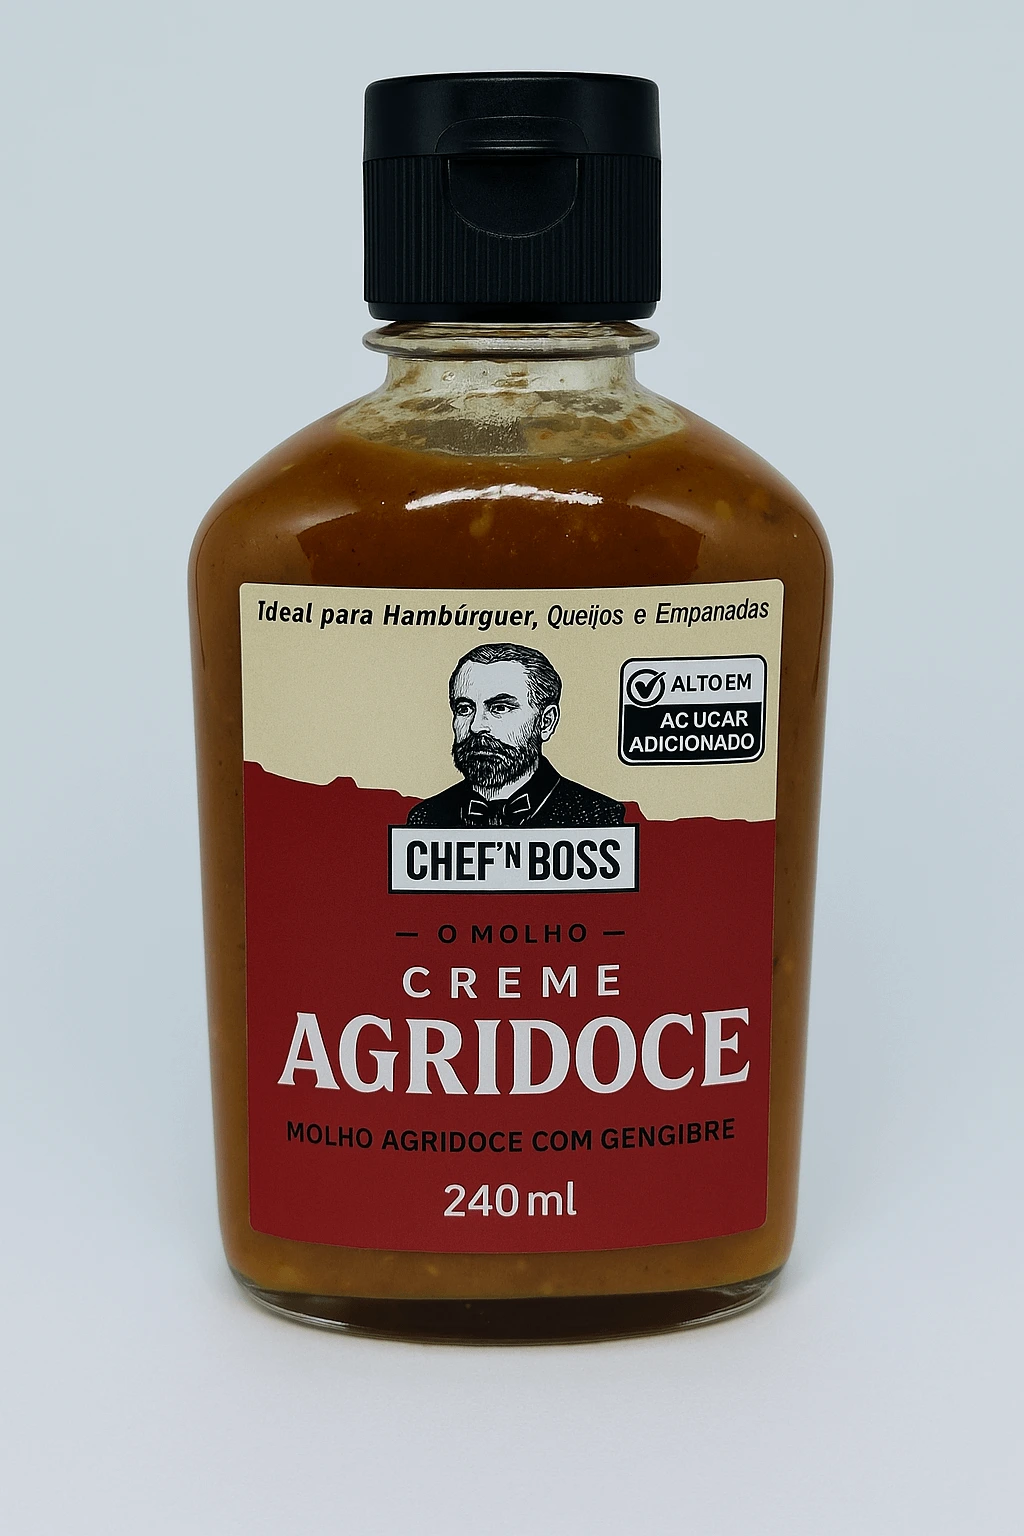 Ideal para Hambúrguer, Queijos e Empanadas
ALTO EM
AC UCAR
ADICIONADO
CHEF'N BOSS
— O MOLHO —
CREME
AGRIDOCE
MOLHO AGRIDOCE COM GENGIBRE
240 ml